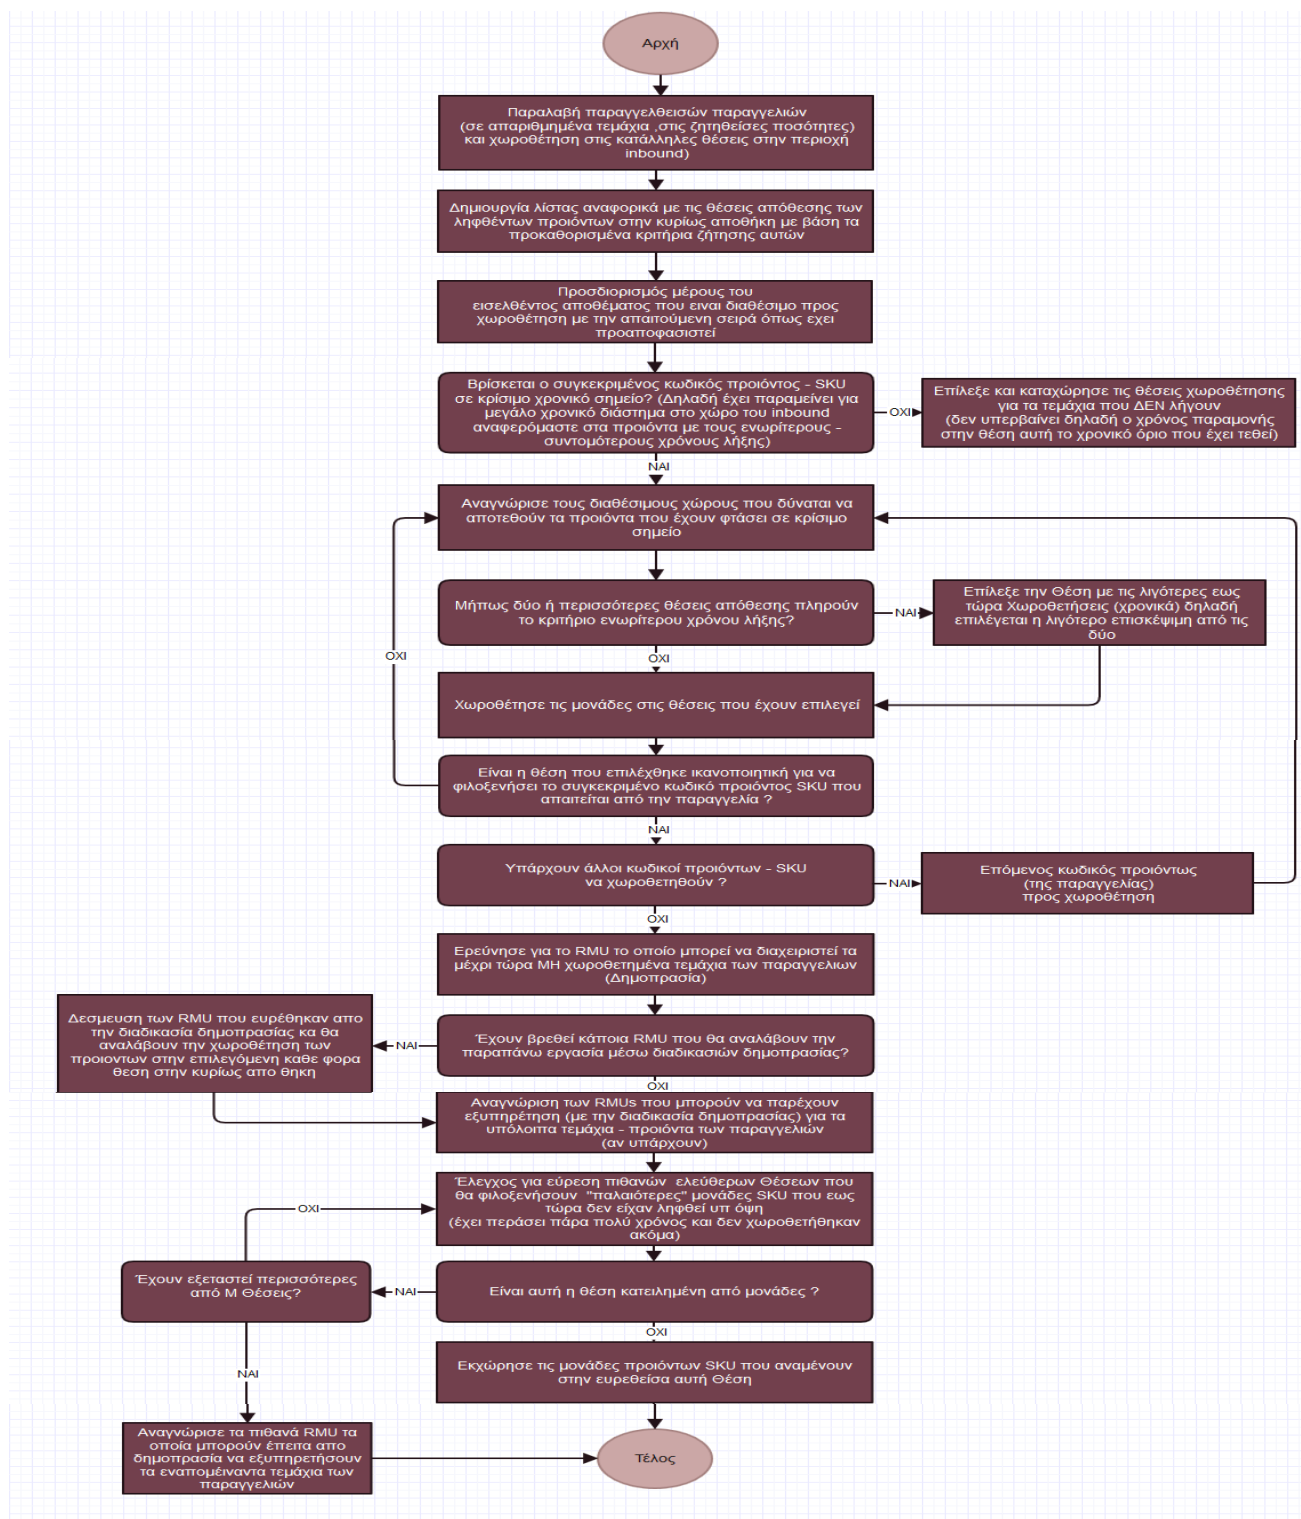 Αρχή
Παραλαβή παραγγελθεισών παραγγελιών
(σε απαριθμημένα τεμάχια ,στις ζητηθείσες ποσότητες)
και χωροθέτηση στις κατάλληλες θέσεις στην περιοχή
inbound)
Δημιουργία λίστας αναφορικά με τις θέσεις απόθεσης των
ληφθέντων προιόντων στην κυρίως αποθήκη με βάση τα
προκαθορισμένα κριτήρια ζήτησης αυτών
Προσδιορισμός μέρους του
εισελθέντος αποθέματος που ειναι διαθέσιμο προς
χωροθέτηση με την απαιτούμενη σειρά όπως εχει
προαποφασιστεί
Βρίσκεται ο συγκεκριμένος κωδικός προιόντος - SKU
σε κρίσιμο χρονικό σημείο? (Δηλαδή έχει παραμείνει για
μεγάλο χρονικό διάστημα στο χώρο του inbound
αναφερόμαστε στα προιόντα με τους ενωρίτερους -
συντομότερους χρόνους λήξης)
ΟΧΙ
Επίλεξε και καταχώρησε τις θέσεις χωροθέτησης
για τα τεμάχια που ΔΕΝ λήγουν
(δεν υπερβαίνει δηλαδή ο χρόνος παραμονής
στην θέση αυτή το χρονικό όριο που έχει τεθεί)
ΝΑΙ
Αναγνώρισε τους διαθέσιμους χώρους που δύναται να
αποτεθούν τα προιόντα που έχουν φτάσει σε κρίσιμο
σημείο
Μήπως δύο ή περισσότερες θέσεις απόθεσης πληρούν
το κριτήριο ενωρίτερου χρόνου λήξης?
ΝΑΙ
Επίλεξε την Θέση με τις λιγότερες εως
τώρα Χωροθετήσεις (χρονικά) δηλαδή
επιλέγεται η λιγότερο επισκέψιμη από τις
δύο
ΟΧΙ
ΟΧΙ
Χωροθέτησε τις μονάδες στις θέσεις που έχουν επιλεγεί
Είναι η θέση που επιλέχθηκε ικανοποιητική για να
φιλοξενήσει το συγκεκριμένο κωδικό προιόντος SKU που
απαιτείται από την παραγγελία ?
ΝΑΙ
Υπάρχουν άλλοι κωδικοί προιόντων - SKU
να χωροθετηθούν ?
ΝΑΙ
Επόμενος κωδικός προιόντως
(της παραγγελίας)
προς χωροθέτηση
ΟΧΙ
Ερεύνησε για το RMU το οποίο μπορεί να διαχειριστεί τα
μέχρι τώρα ΜΗ χωροθετημένα τεμάχια των παραγγελιων
(Δημοπρασία)
Δεσμευση των RMU που ευρέθηκαν απο
την διαδικασία δημοπρασίας κα θα
αναλάβουν την χωροθέτηση των
προιοντων στην επιλεγόμενη καθε φορα
θεση στην κυρίως απο θηκη
ΝΑΙ
Έχουν βρεθεί κάποια RMU που θα αναλάβουν την
παραπάνω εργασία μέσω διαδικασιών δημοπρασίας?
ΟΧΙ
Αναγνώριση των RMUs που μπορούν να παρέχουν
εξυπηρέτηση (με την διαδικασία δημοπρασίας) για τα
υπόλοιπα τεμάχια - προιόντα των παραγγελιών
(αν υπάρχουν)
Έλεγχος για εύρεση πιθανών ελεύθερων Θέσεων που
θα φιλοξενήσουν "παλαιότερες" μονάδες SKU που εως
τώρα δεν είχαν ληφθεί υπ όψη
(έχει περάσει πάρα πολύ χρόνος και δεν χωροθετήθηκαν
ακόμα)
ΟΧΙ
Έχουν εξεταστεί περισσότερες
από Μ Θέσεις?
ΝΑΙ
Είναι αυτή η θέση κατειλημένη από μονάδες ?
ΟΧΙ
Εκχώρησε τις μονάδες προιόντων SKU που αναμένουν
στην ευρεθείσα αυτή Θέση
ΝΑΙ
Αναγνώρισε τα πιθανά RMU τα
οποία μπορούν έπειτα απο
δημοπρασία να εξυπηρετήσουν
τα εναπομέιναντα τεμάχια των
παραγγελιών
Τέλος